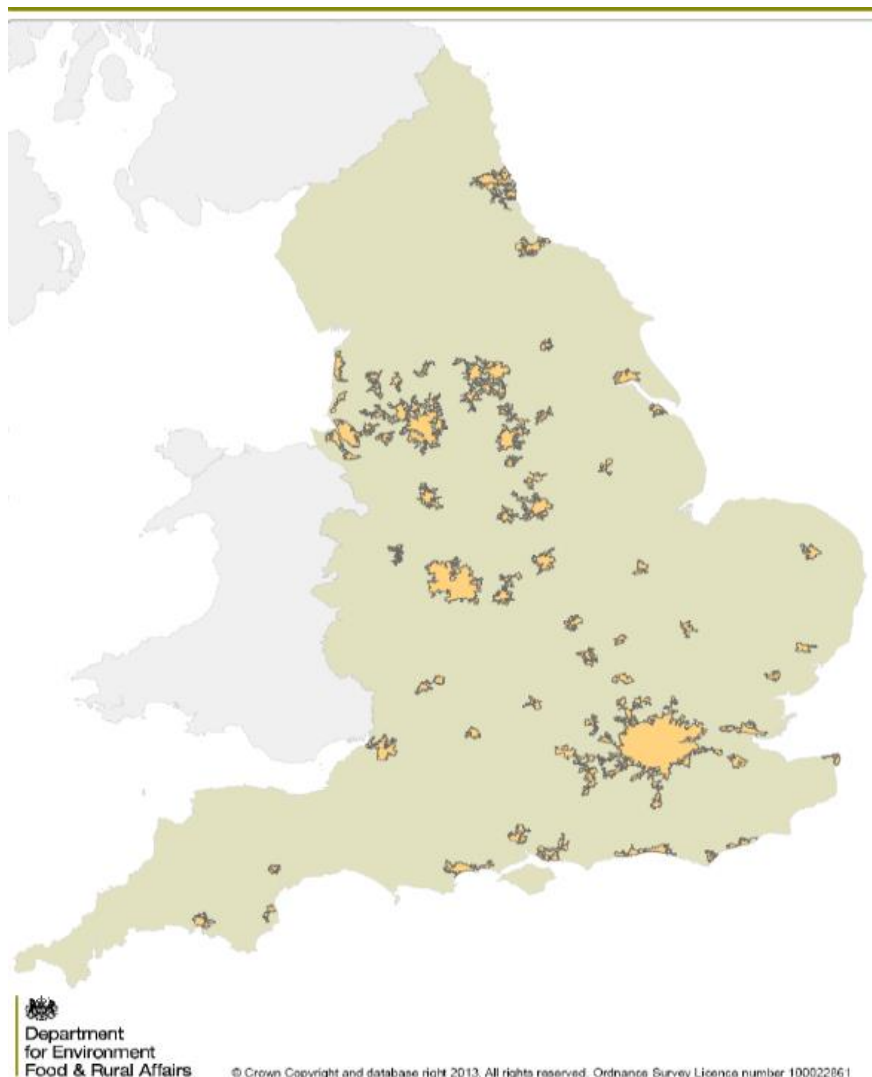 Department
for Environment
Food & Rural Affairs
© Crown Copyright and database right 2013. All rights reserved. Ordnance Survey Licence number 100022861